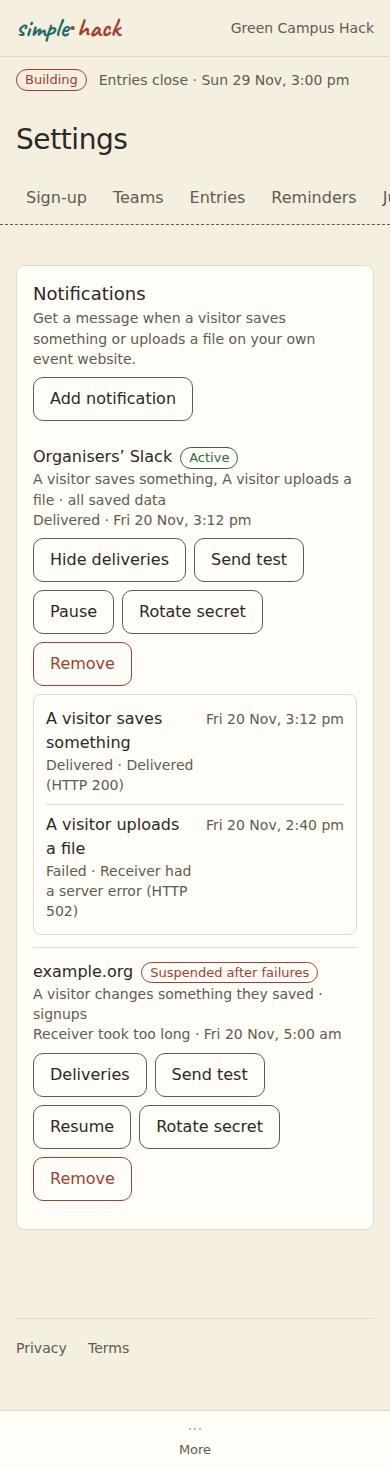 simple·hack
Green Campus Hack
Building
Entries close · Sun 29 Nov, 3:00 pm
Settings
Sign-up
Teams
Entries
Reminders
Notifications
Get a message when a visitor saves
something or uploads a file on your own
event website.
Add notification
Organisers’ Slack
Active
A visitor saves something, A visitor uploads a
file · all saved data
Delivered · Fri 20 Nov, 3:12 pm
Hide deliveries
Send test
Pause
Rotate secret
Remove
A visitor saves
something
Fri 20 Nov, 3:12 pm
Delivered · Delivered
(HTTP 200)
A visitor uploads
a file
Fri 20 Nov, 2:40 pm
Failed · Receiver had
a server error (HTTP
502)
example.org
Suspended after failures
A visitor changes something they saved ·
signups
Receiver took too long · Fri 20 Nov, 5:00 am
Deliveries
Send test
Resume
Rotate secret
Remove
Privacy
Terms
...
More